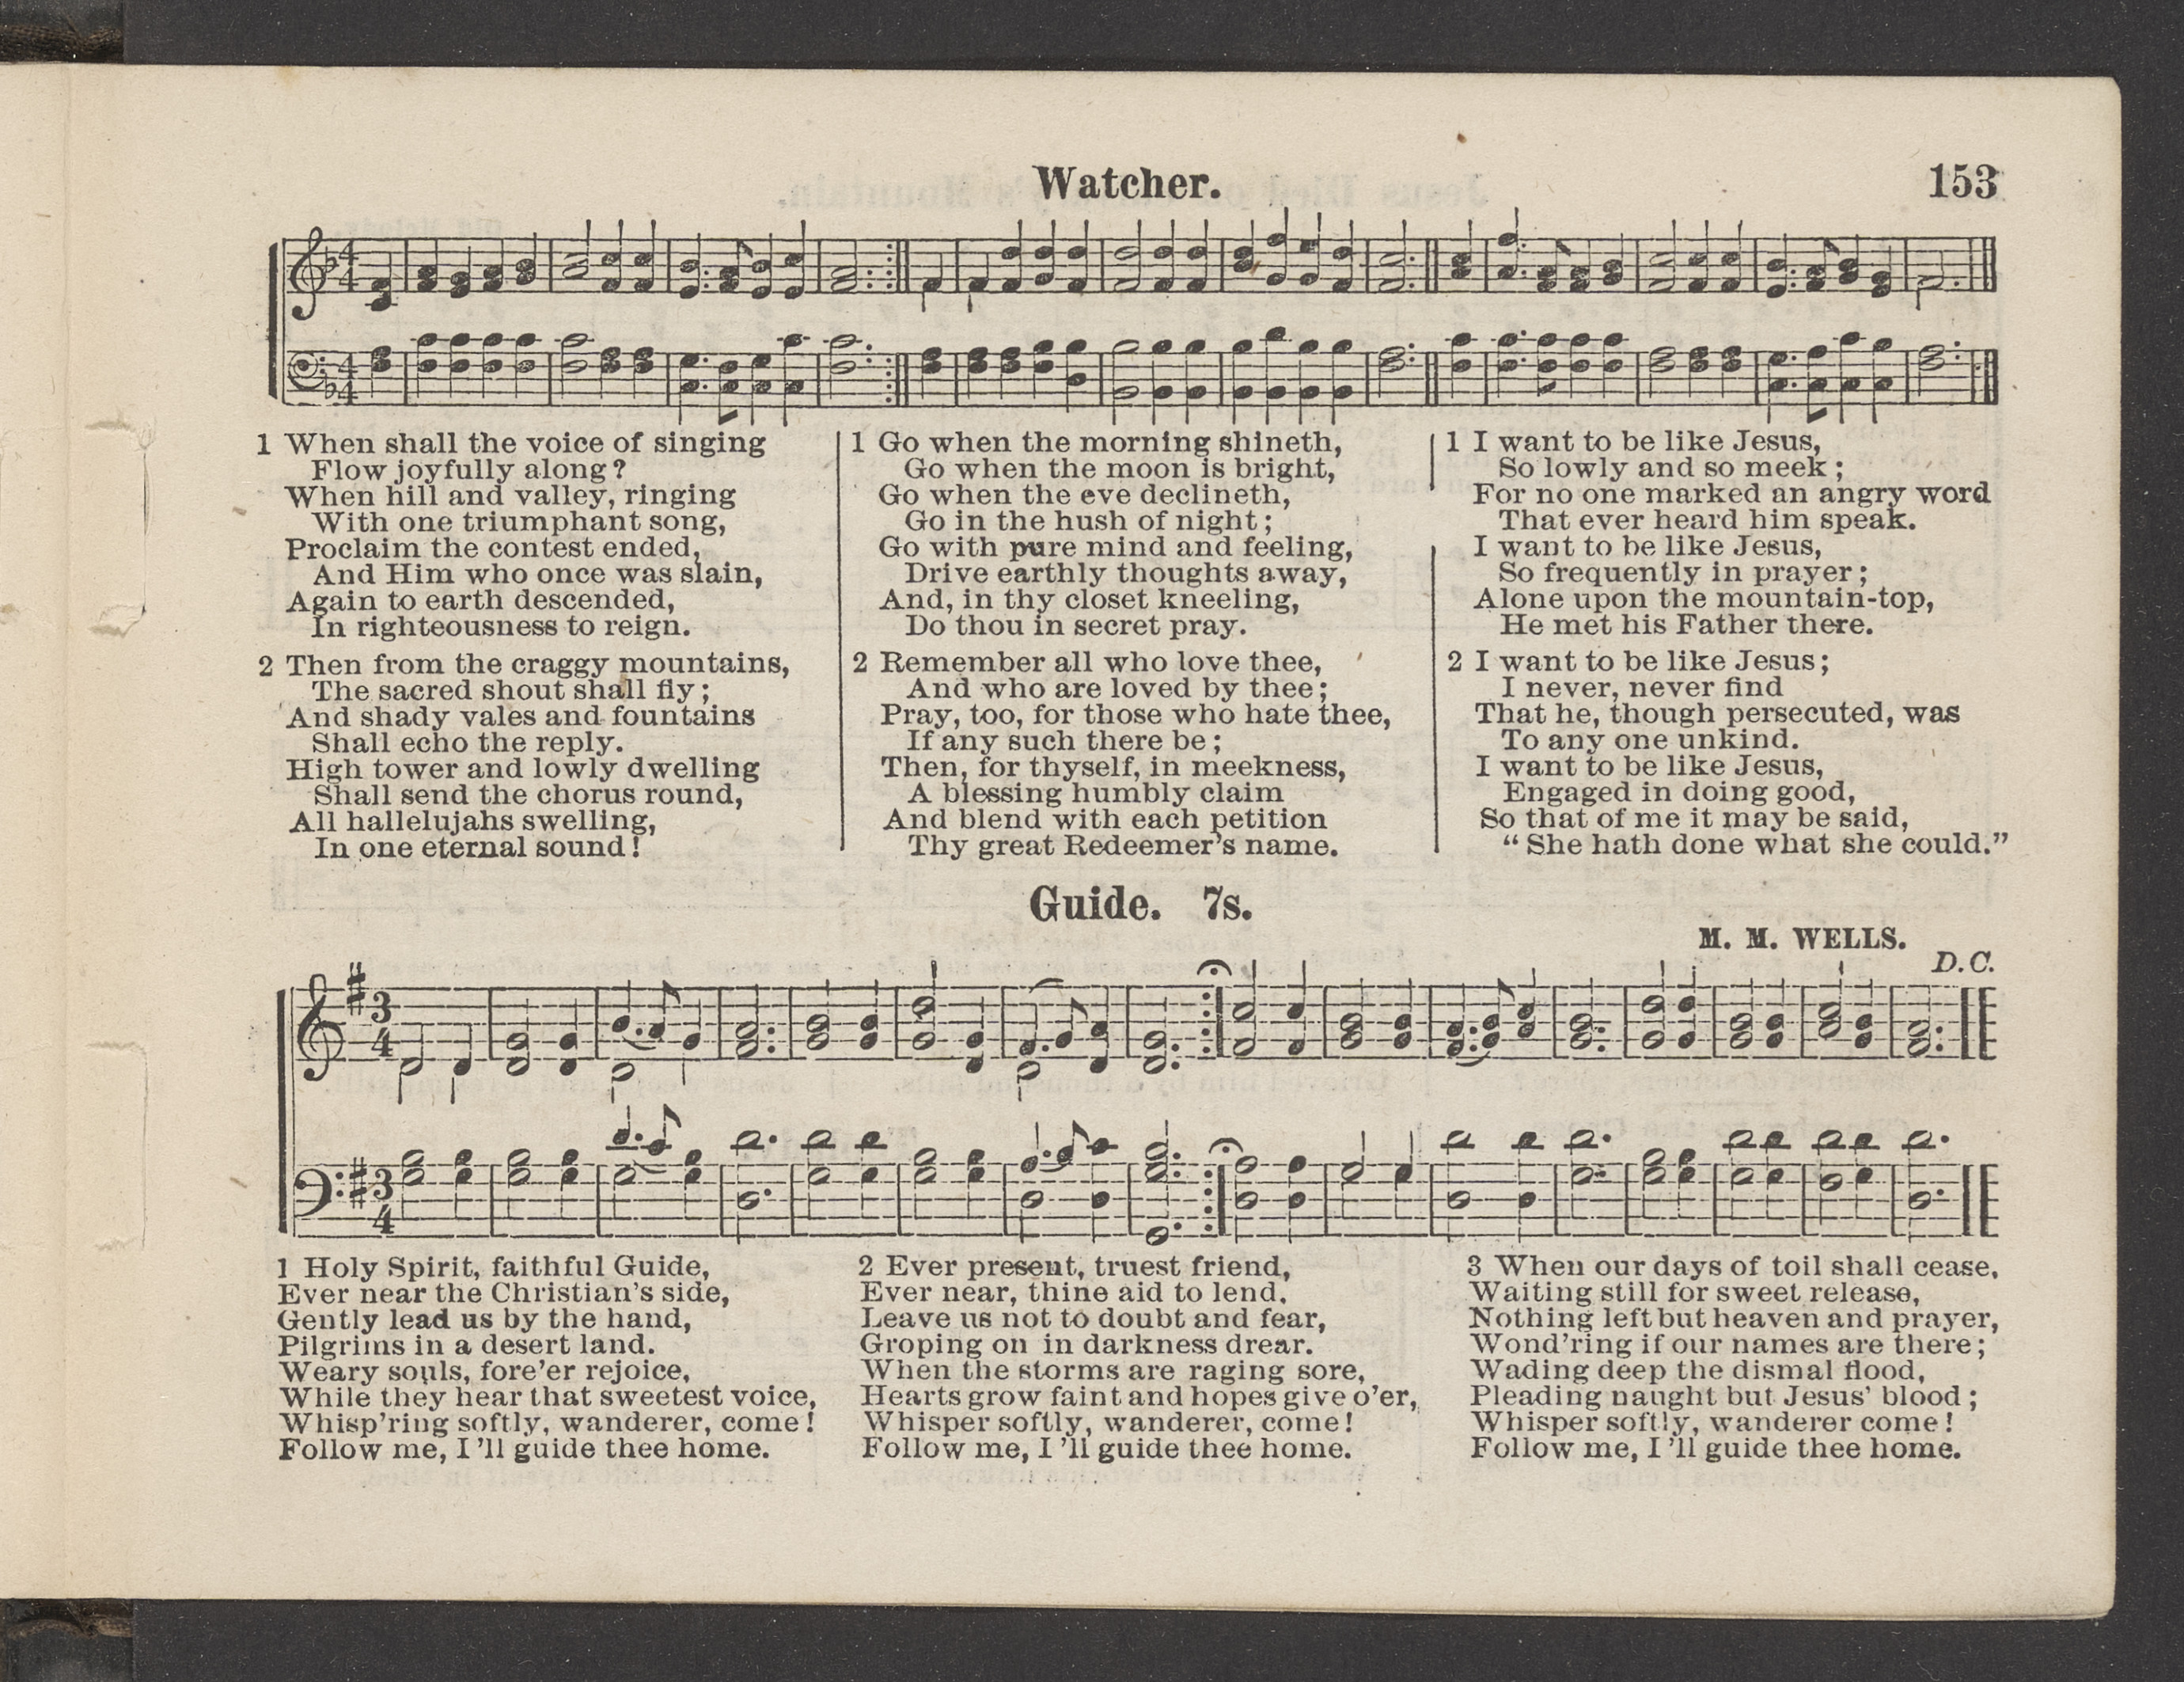 Watcher.
153
1 When shall the voice of singing
Flow joyfully along?
When hill and valley, ringing
With one triumphant song,
Proclaim the contest ended,
And Him who once was slain,
Again to earth descended,
In righteousness to reign.
2 Then from the craggy mountains,
The sacred shout shall fly;
And shady vales and fountains
Shall echo the reply.
High tower and lowly dwelling
Shall send the chorus round,
All hallelujahs swelling,
In one eternal sound!
1 Go when the morning shineth,
Go when the moon is bright,
Go when the eve declineth,
Go in the hush of night;
Go with pure mind and feeling,
Drive earthly thoughts away,
And, in thy closet kneeling,
Do thou in secret pray.
2 Remember all who love thee,
And who are loved by thee;
Pray, too, for those who hate thee,
If any such there be;
Then, for thyself, in meekness,
A blessing humbly claim
And blend with each petition
Thy great Redeemer's name.
1 I want to be like Jesus,
So lowly and so meek;
For no one marked an angry word
That ever heard him speak.
I want to be like Jesus,
So frequently in prayer;
Alone upon the mountain-top,
He met his Father there.
2 I want to be like Jesus;
I never, never find
That he, though persecuted, was
To any one unkind.
I want to be like Jesus,
Engaged in doing good,
So that of me it may be said,
"She hath done what she could."
Guide. 7s.
M. M. WELLS.
D.C.
1 Holy Spirit, faithful Guide,
Ever near the Christian's side,
Gently lead us by the hand,
Pilgrims in a desert land.
Weary souls, fore'er rejoice,
While they hear that sweetest voice,
Whisp'ring softly, wanderer, come!
Follow me, I'll guide thee home.
2 Ever present, truest friend,
Ever near, thine aid to lend,
Leave us not to doubt and fear,
Groping on in darkness drear.
When the storms are raging sore,
Hearts grow faint and hopes give o'er,
Whisper softly, wanderer, come!
Follow me, I'll guide thee home.
3 When our days of toil shall cease,
Waiting still for sweet release,
Nothing left but heaven and prayer,
Wond'ring if our names are there;
Wading deep the dismal flood,
Pleading naught but Jesus' blood;
Whisper softly, wanderer come!
Follow me, I'll guide thee home.